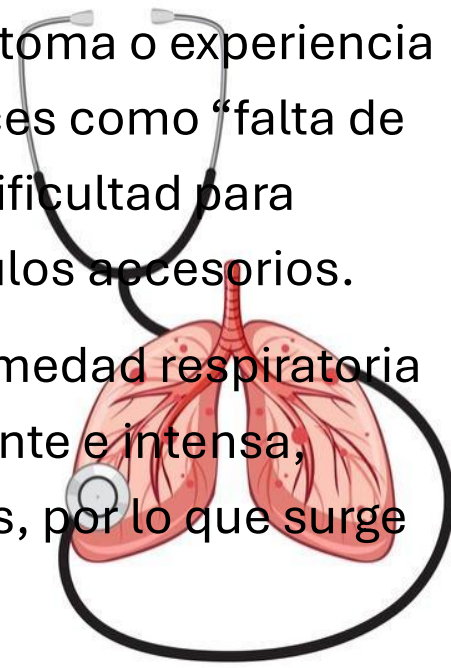 toma o experiencia
ces como “falta de
ificultad para
ulos accesorios.
medad respiratoria
nte e intensa,
s, por lo que surge